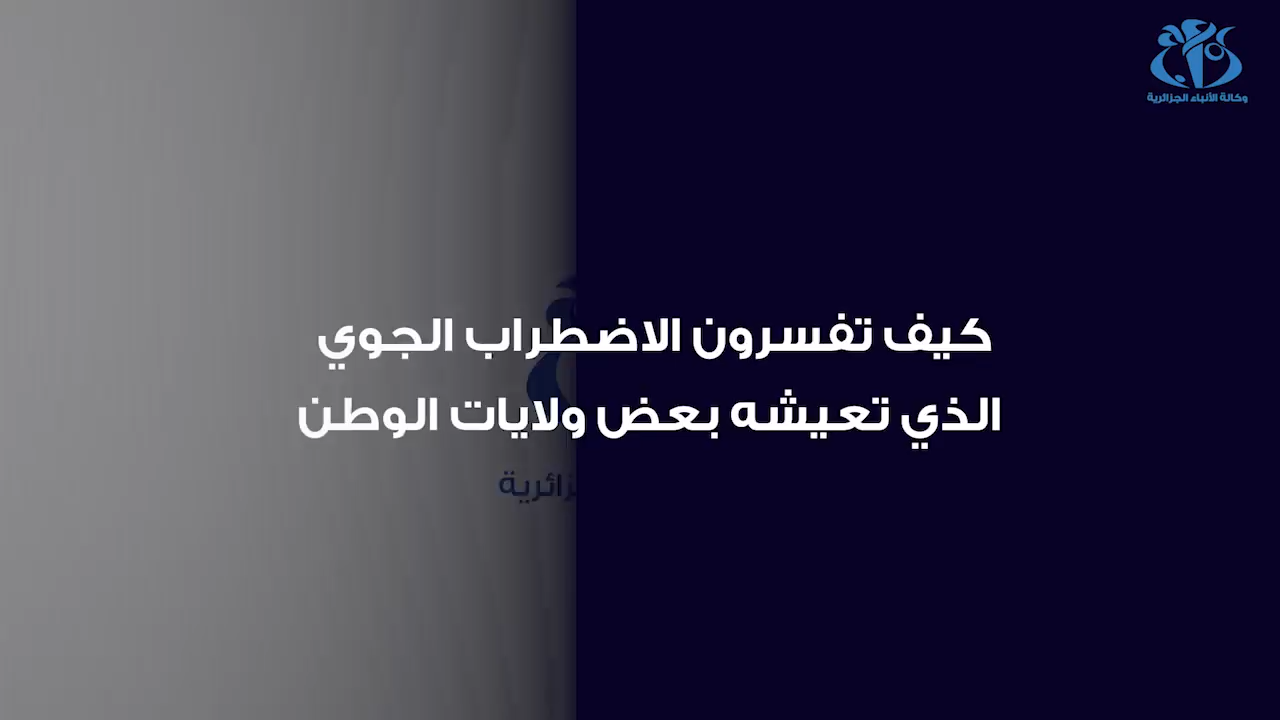 وكالة الأنباء الجزائرية
كيف تفسرون الاضطراب الجوي
الذي تعيشه بعض ولايات الوطن